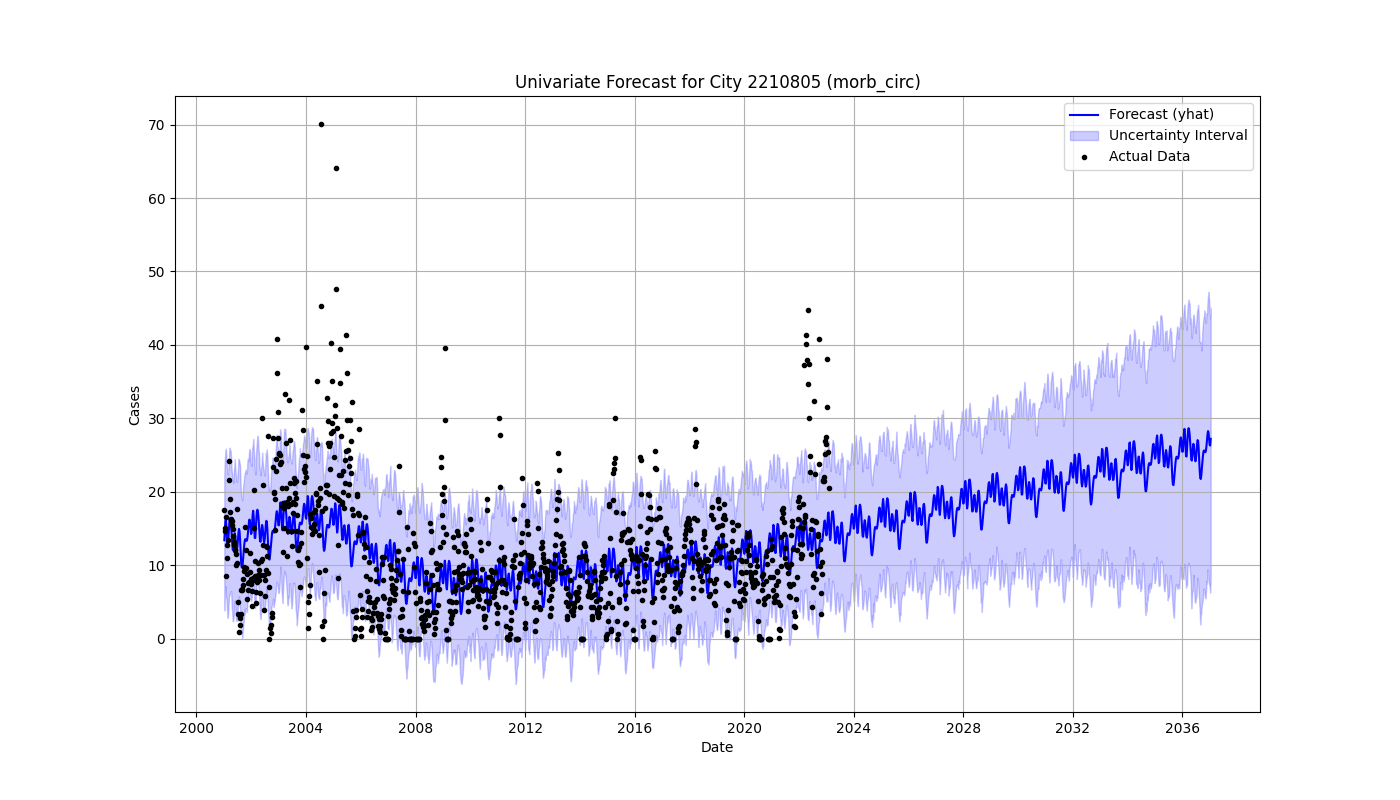 Univariate Forecast for City 2210805 (morb_circ)
Forecast (yhat)
Uncertainty Interval
Actual Data
70
60
50
40
30
20
10
0
Cases
2000 2004 2008 2012 2016 2020 2024 2028 2032 2036
Date